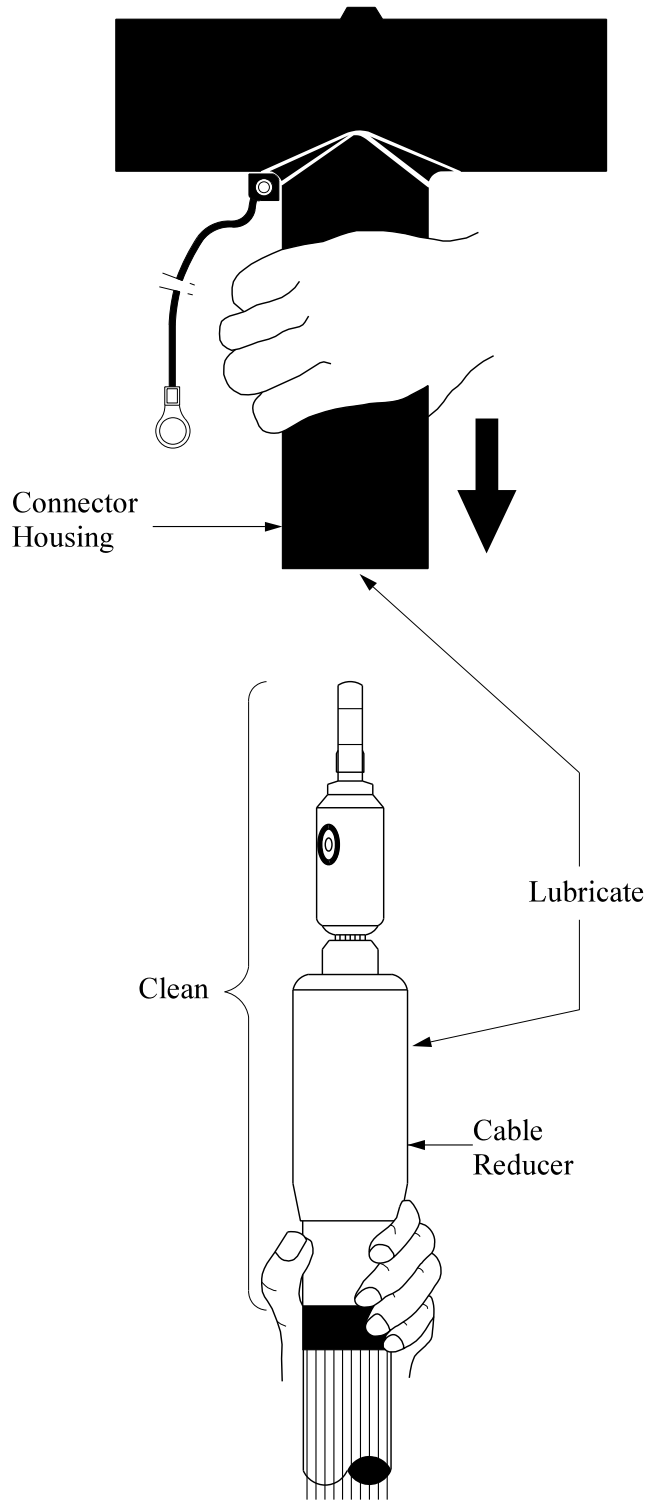 Connector
Housing
Lubricate
Clean
Cable
Reducer